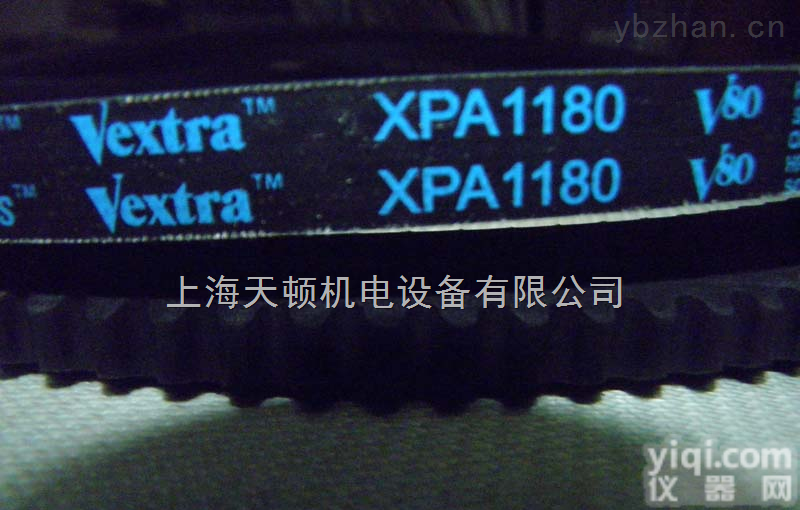 ybzhan.cn
Vextra™ XPA1180 V80
s™ Vextra™ XPA1180 V80
上海天顿机电设备有限公司
yiqi.com
仪器网